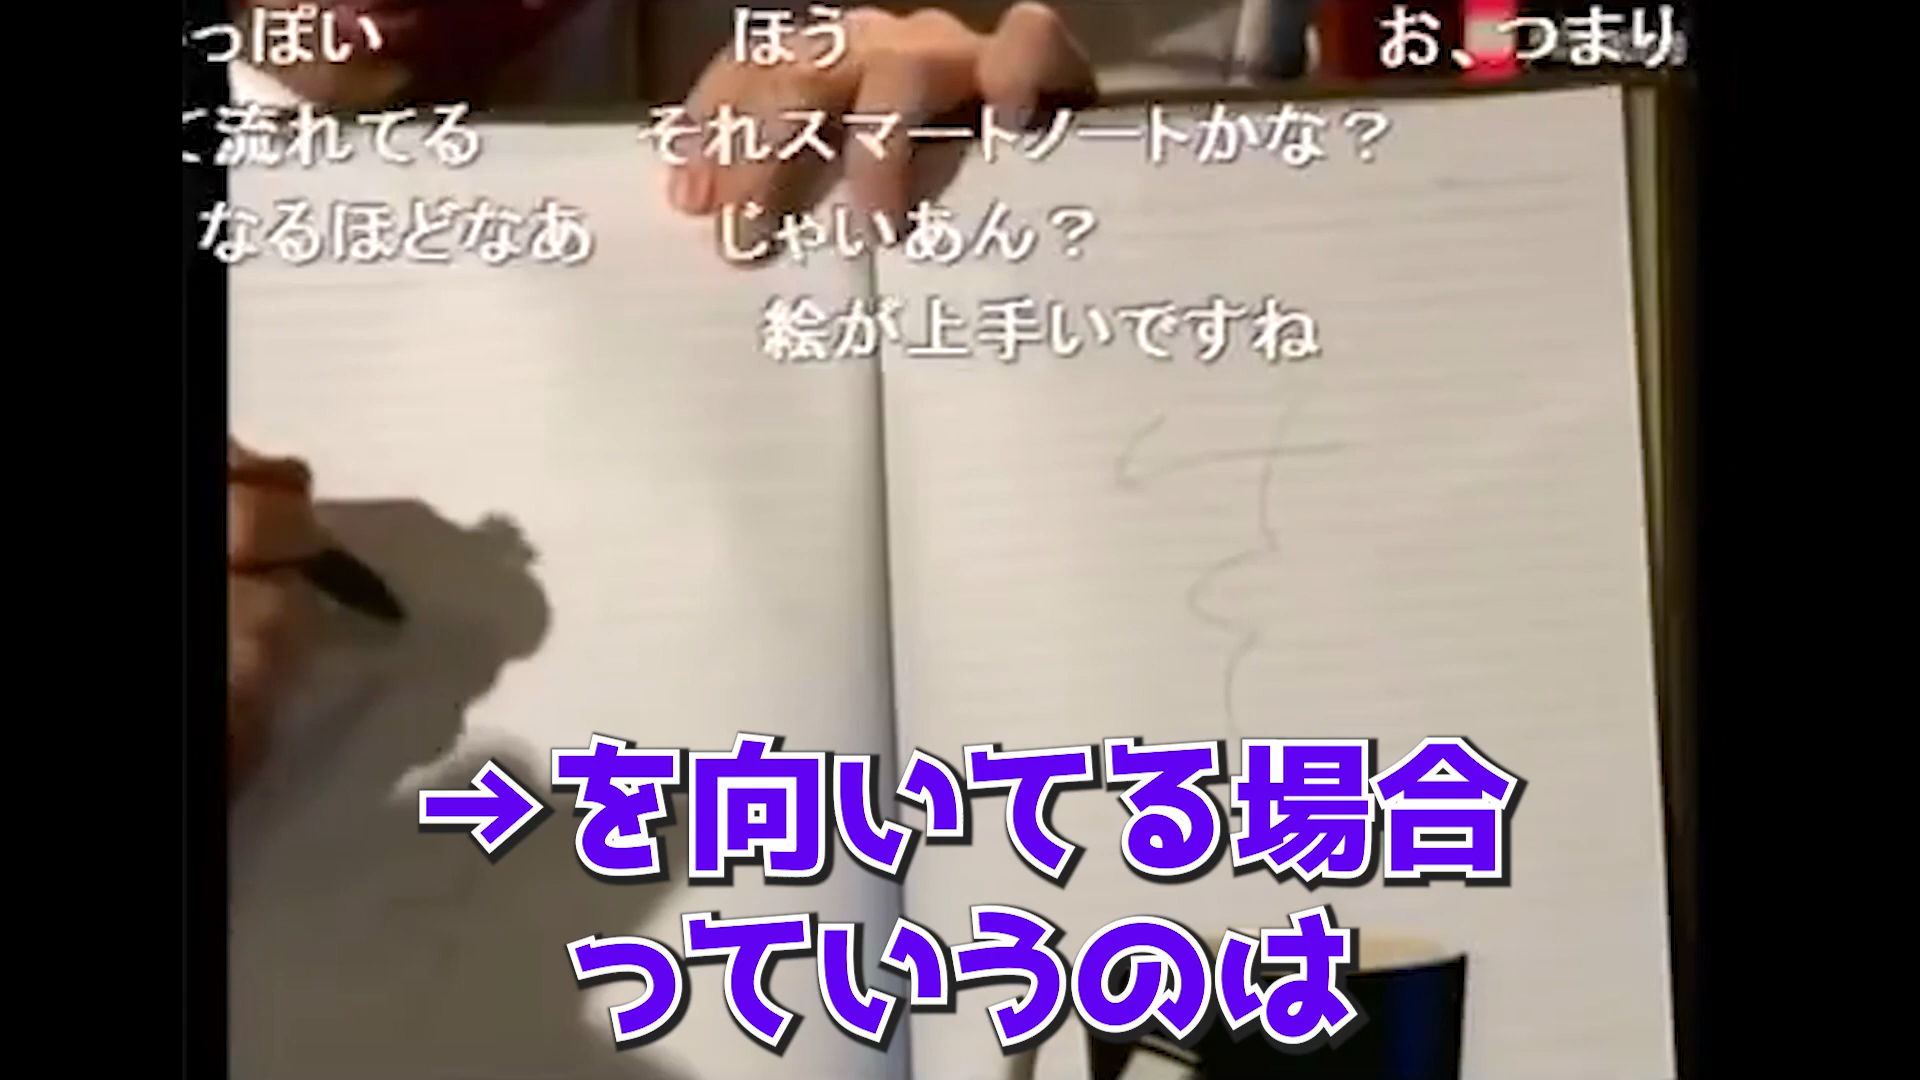 っぽい
ほう
お、つまり
て流れてる
それスマートノートかな？
なるほどなあ
じゃいあん？
絵が上手いですね
→を向いてる場合
っていうのは